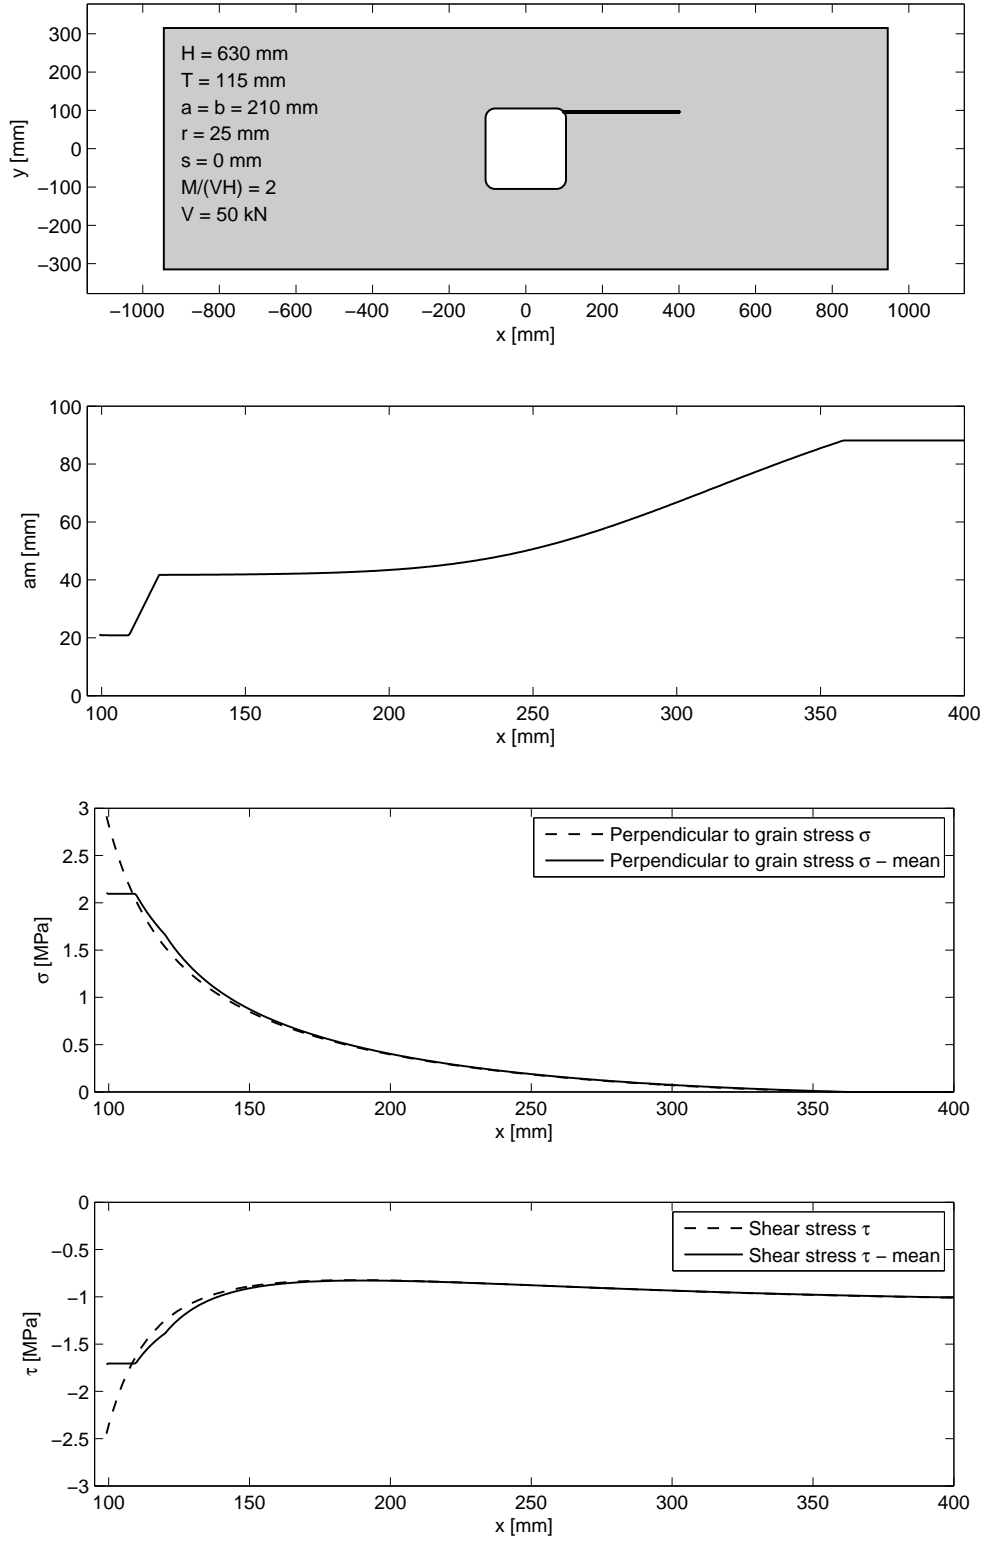 300
200
100
0
−100
−200
−300
y [mm]
H = 630 mm
T = 115 mm
a = b = 210 mm
r = 25 mm
s = 0 mm
M/(VH) = 2
V = 50 kN
−1000 −800 −600 −400 −200 0 200 400 600 800 1000
x [mm]
100
80
60
40
20
0
am [mm]
100 150 200 250 300 350 400
x [mm]
3
2.5
2
1.5
1
0.5
0
σ [MPa]
Perpendicular to grain stress σ
Perpendicular to grain stress σ − mean
100 150 200 250 300 350 400
x [mm]
0
−0.5
−1
−1.5
−2
−2.5
−3
τ [MPa]
Shear stress τ
Shear stress τ − mean
100 150 200 250 300 350 400
x [mm]